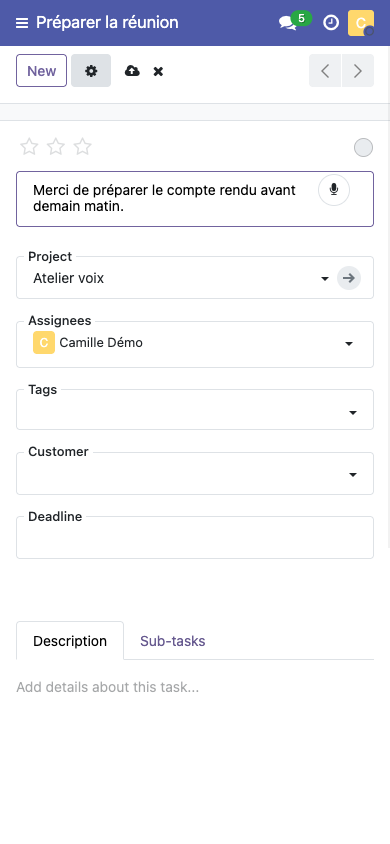 Préparer la réunion
5
C
New
Merci de préparer le compte rendu avant
demain matin.
Project
Atelier voix
Assignees
C Camille Démo
Tags
Customer
Deadline
Description Sub-tasks
Add details about this task...